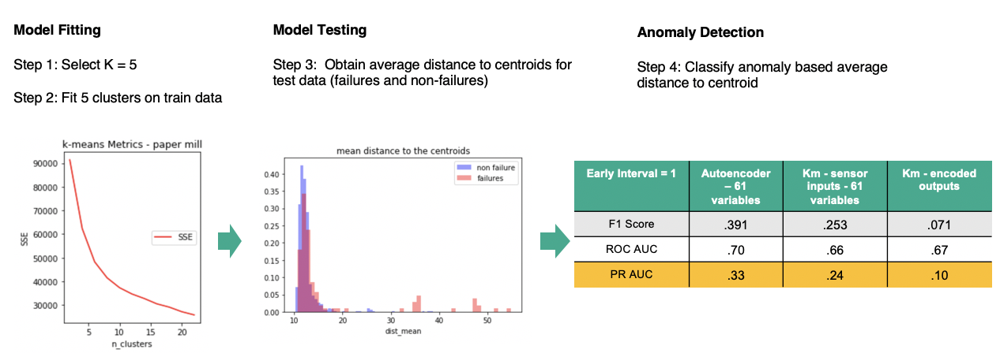 Model Fitting
Step 1: Select K = 5
Step 2: Fit 5 clusters on train data
Model Testing
Step 3:  Obtain average distance to centroids for
test data (failures and non-failures)
Anomaly Detection
Step 4: Classify anomaly based average
distance to centroid
k-means Metrics - paper mill
90000
80000
70000
60000
50000
40000
30000
SSE
SSE
5
10
15
20
n_clusters
mean distance to the centroids
0.40
0.35
0.30
0.25
0.20
0.15
0.10
0.05
0.00
non failure
failures
10
20
30
40
50
dist_mean
Early Interval = 1
Autoencoder
– 61
variables
Km - sensor
inputs - 61
variables
Km - encoded
outputs
F1 Score
.391
.253
.071
ROC AUC
.70
.66
.67
PR AUC
.33
.24
.10